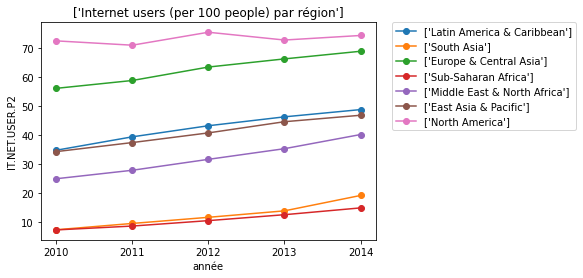 ['Internet users (per 100 people) par région']
['Latin America & Caribbean']
['South Asia']
['Europe & Central Asia']
['Sub-Saharan Africa']
['Middle East & North Africa']
['East Asia & Pacific']
['North America']
IT.NET.USER.P2
70
60
50
40
30
20
10
2010 2011 2012 2013 2014
année